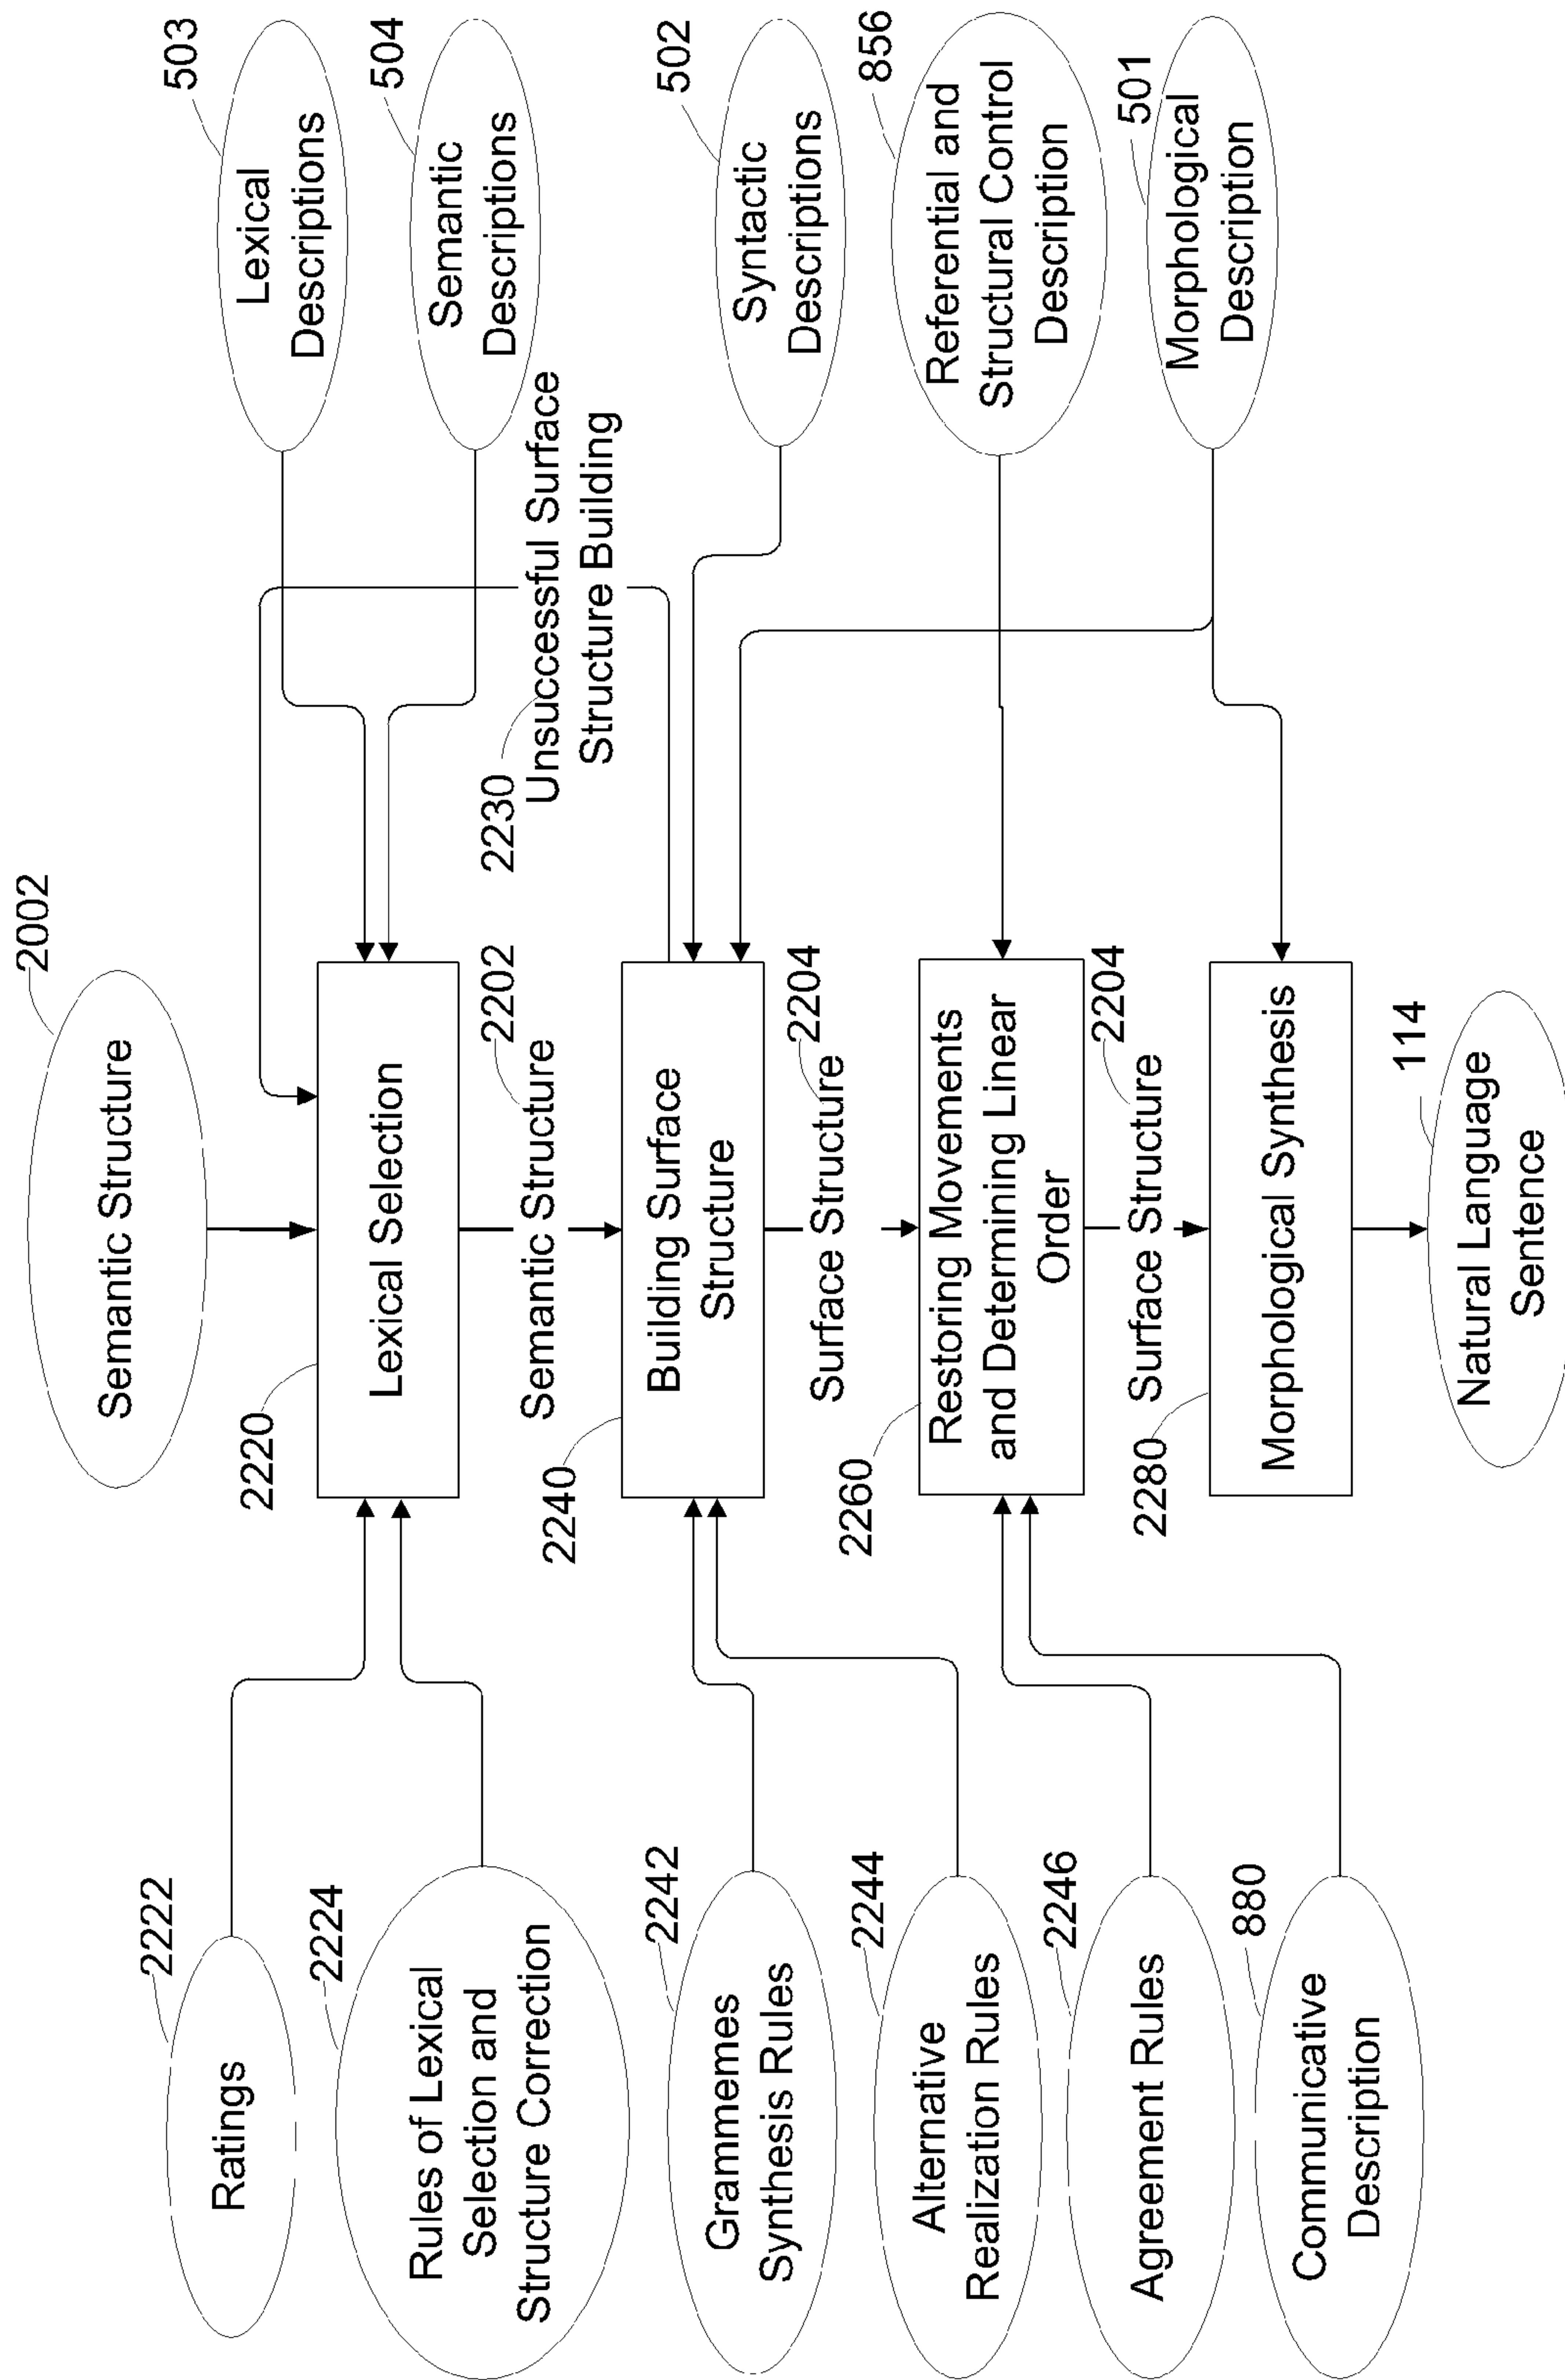 2002
Semantic Structure
2222
Ratings
2220
Lexical Selection
503
Lexical
Descriptions
504
Semantic
Descriptions
2224
Rules of Lexical
Selection and
Structure Correction
2202
Semantic Structure
2230
Unsuccessful Surface
Structure Building
2242
Grammemes
Synthesis Rules
2240
Building Surface
Structure
502
Syntactic
Descriptions
2204
Surface Structure
2244
Alternative
Realization Rules
2260
Restoring Movements
and Determining Linear
Order
856
Referential and
Structural Control
Description
2246
Agreement Rules
2204
Surface Structure
501
Morphological
Description
2280
Morphological Synthesis
880
Communicative
Description
114
Natural Language
Sentence